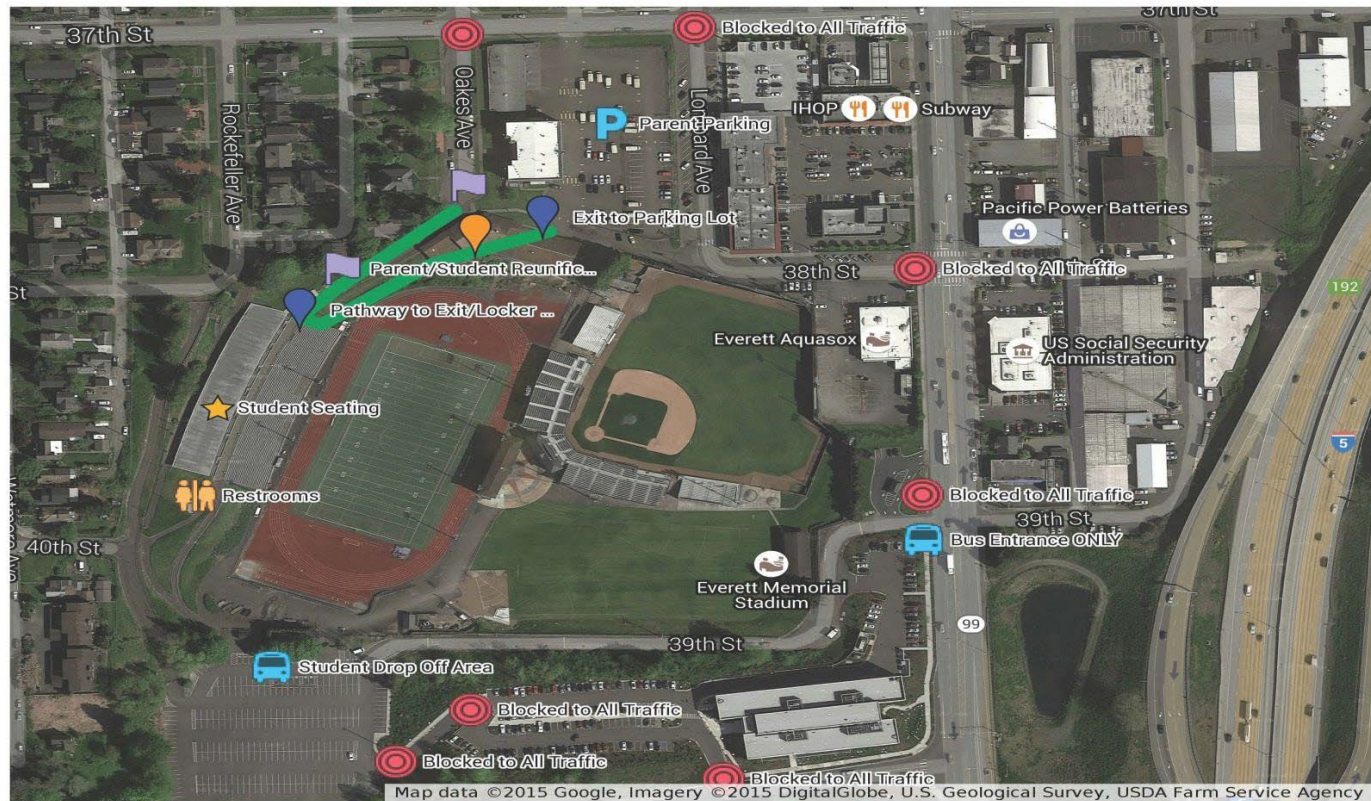 37th St
Blocked to All Traffic
37th St
Oakes Ave
Rockefeller Ave
P
Parent Parking
Lombard Ave
IHOP
Subway
Exit to Parking Lot
Pacific Power Batteries
Parent/Student Reunific...
38th St
Blocked to All Traffic
St
192
Pathway to Exit/Locker ...
Everett Aquasox
US Social Security
Administration
Student Seating
5
Restrooms
Blocked to All Traffic
39th St
Bus Entrance ONLY
40th St
Everett Memorial
Stadium
99
39th St
Student Drop Off Area
Blocked to All Traffic
Blocked to All Traffic
Blocked to All Traffic
Map data ©2015 Google, Imagery ©2015 DigitalGlobe, U.S. Geological Survey, USDA Farm Service Agency